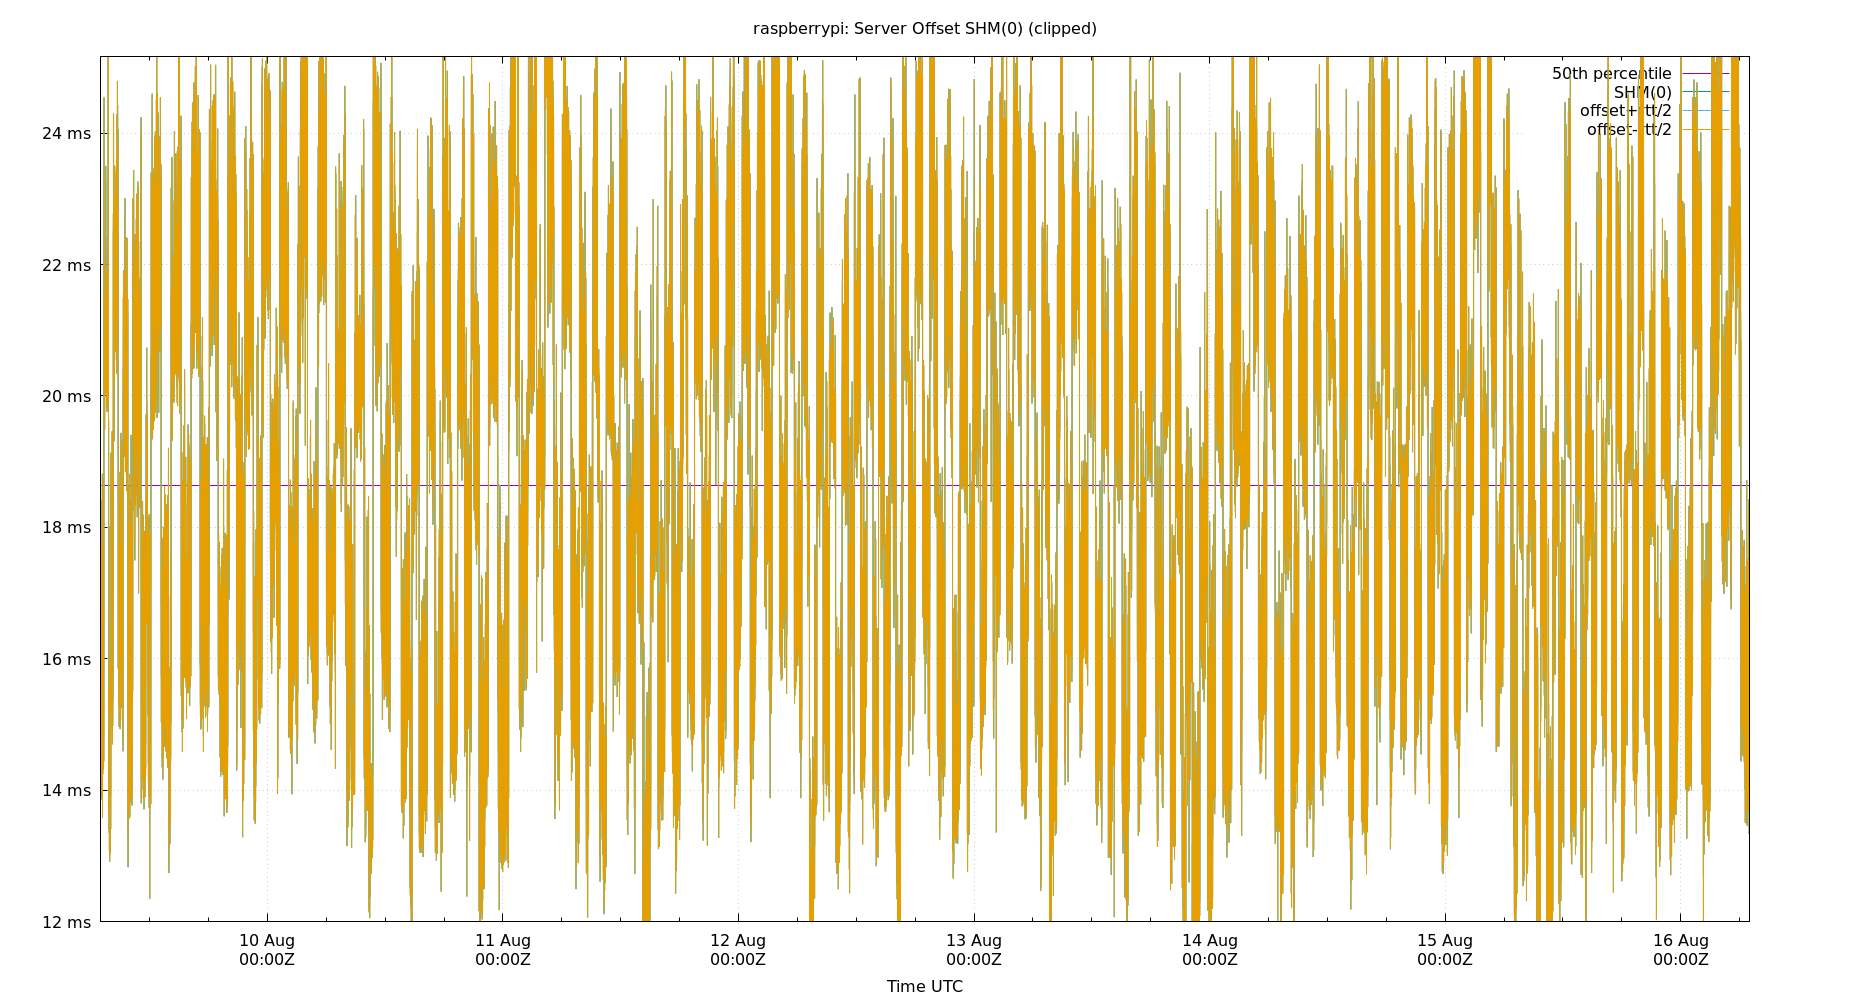 raspberrypi: Server Offset SHM(0) (clipped)
50th percentile
SHM(0)
offset+rtt/2
offset-rtt/2
24 ms
22 ms
20 ms
18 ms
16 ms
14 ms
12 ms
10 Aug 11 Aug 12 Aug 13 Aug 14 Aug 15 Aug 16 Aug
00:00Z 00:00Z 00:00Z 00:00Z 00:00Z 00:00Z 00:00Z
Time UTC